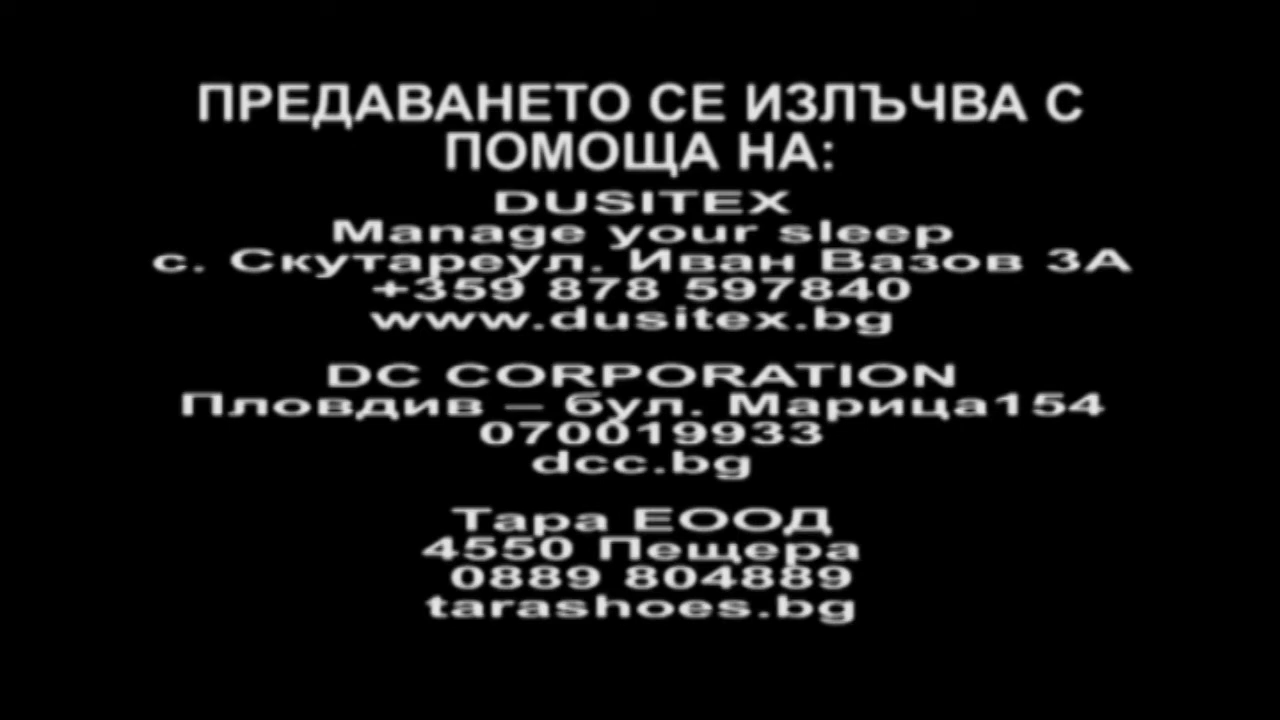 ПРЕДАВАНЕТО СЕ ИЗЛЪЧВА С
ПОМОЩА НА:
DUSITEX
Manage your sleep
с. Скутареул. Иван Вазов 3А
+359 878 597840
www.dusitex.bg
DC CORPORATION
Пловдив – бул. Марица154
070019933
dcc.bg
Тара ЕООД
4550 Пещера
0889 804889
tarashoes.bg